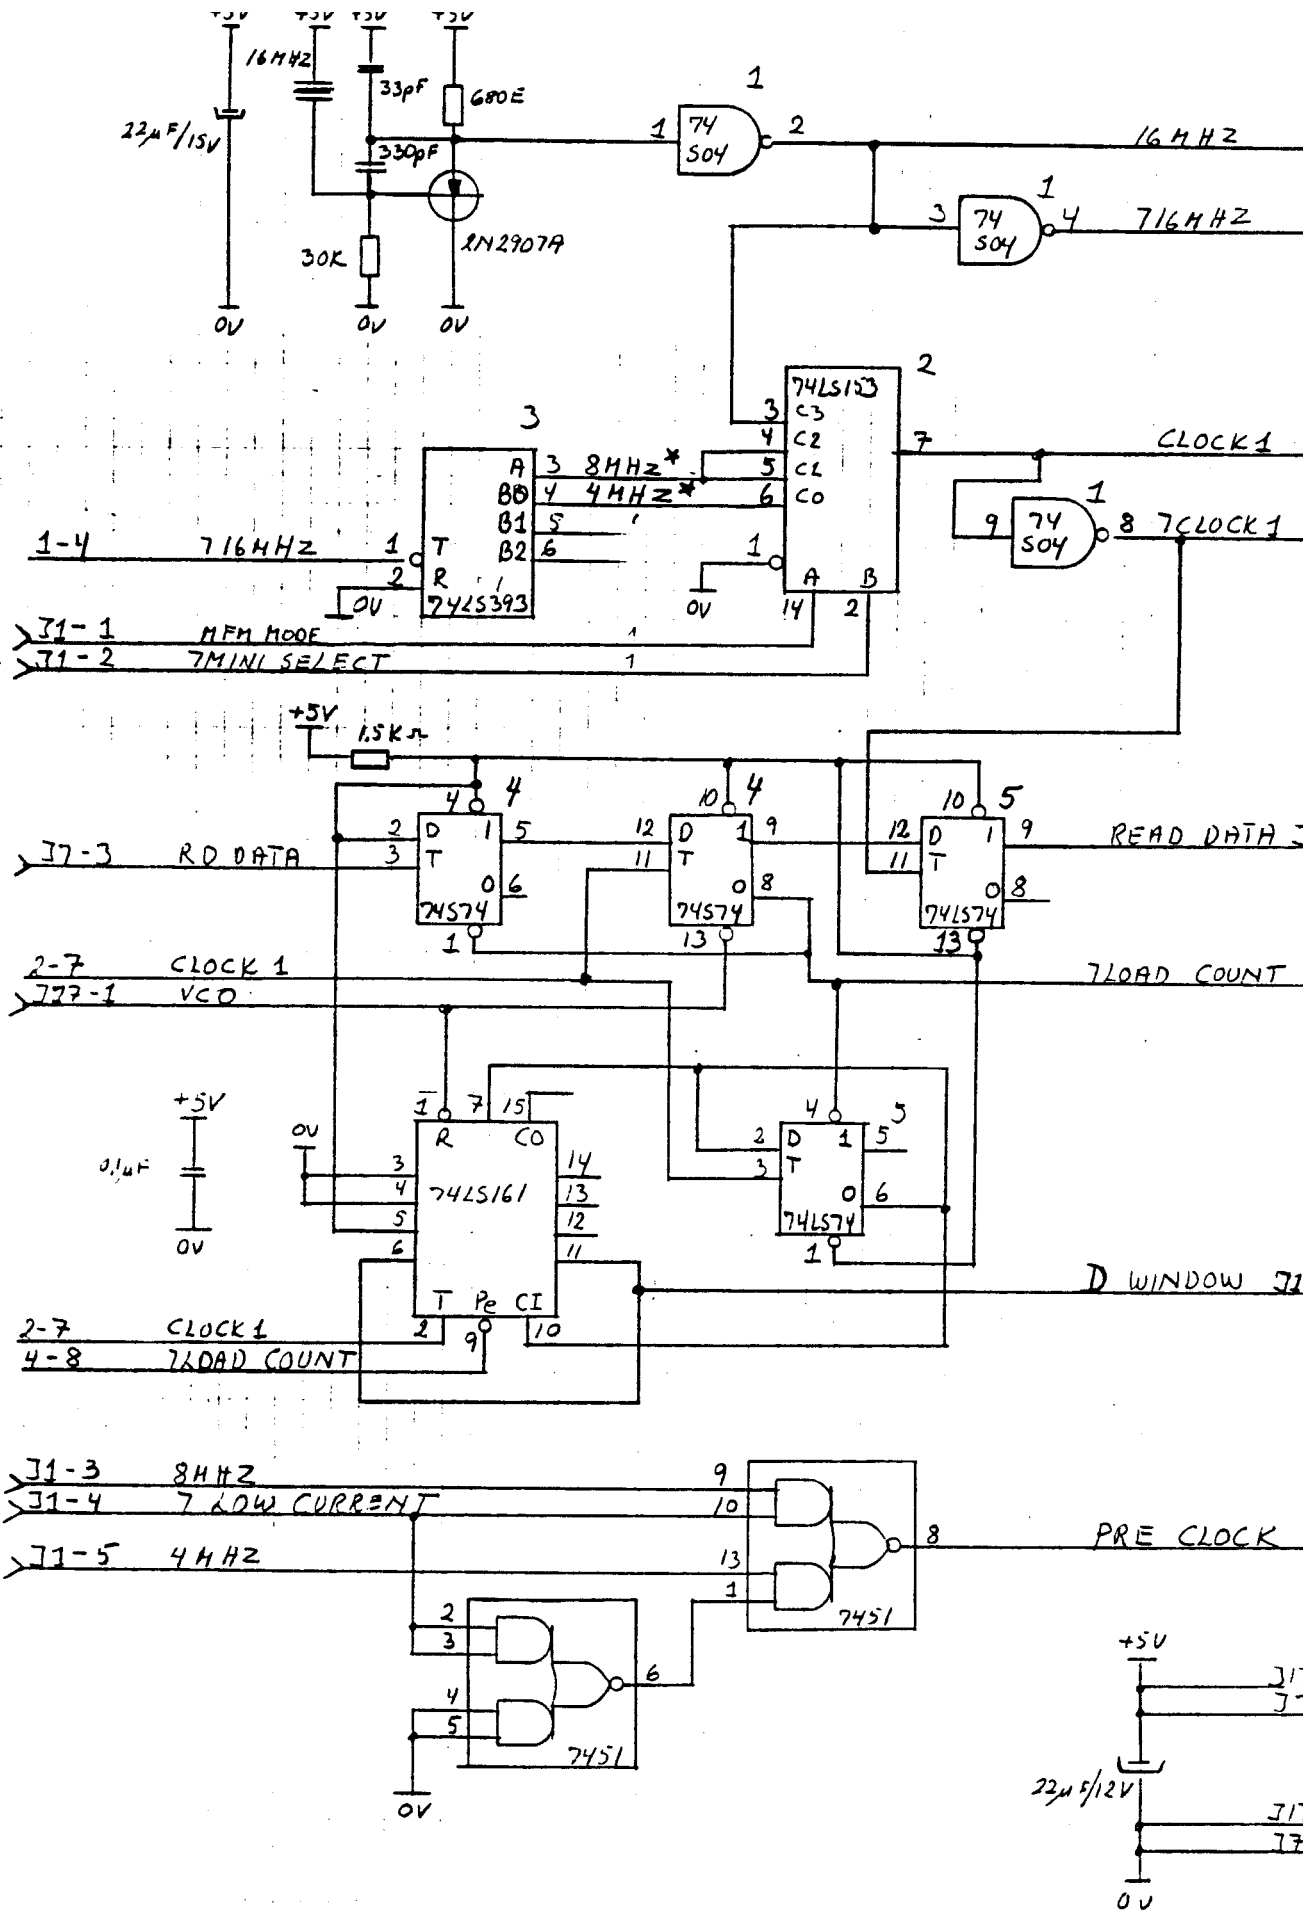 +5V +5V +5V +5V
16MHZ
33pF
680E
22µF/15V
330pF
30K
2N2907A
0V 0V 0V
1
1 74 S04 2
16MHZ
1
3 74 S04 4
716MHZ
2
74LS153
3 C3
4 C2
5 C1
6 C0
7
CLOCK1
1
0V
A B
14 2
1
9 74 S04 8
7CLOCK1
3
A 3 8MHz*
B0 4 4MHz*
B1 5
B2 6
1-4 716MHZ 1 T
2 R
0V
74LS393
J1-1 MFM MODE
J1-2 7MINI SELECT
+5V
1.5KΩ
4 4
2 D 1 5
3 T
0 6
74S74
1
J7-3 RD DATA
10 4
12 D 1 9
11 T
0 8
74S74
13
10 5
12 D 1 9
11 T
0 8
74LS74
13
READ DATA J
2-7 CLOCK 1
J77-1 VCO
7LOAD COUNT
+5V
0,1µF
0V
0V
1 7 15
R CO
3 14
4 74LS161 13
5 12
6 11
T Pe CI
2 9 10
4 5
2 D 1 5
3 T
0 6
74LS74
1
D WINDOW J1
2-7 CLOCK1
4-8 7LOAD COUNT
J1-3 8MHZ 9
J1-4 7 LOW CURRENT 10
J1-5 4MHZ 13
1
8
PRE CLOCK
7451
2
3
4
5
6
7451
0V
+5V
J1
J
22µF/12V
J1
J7
0V